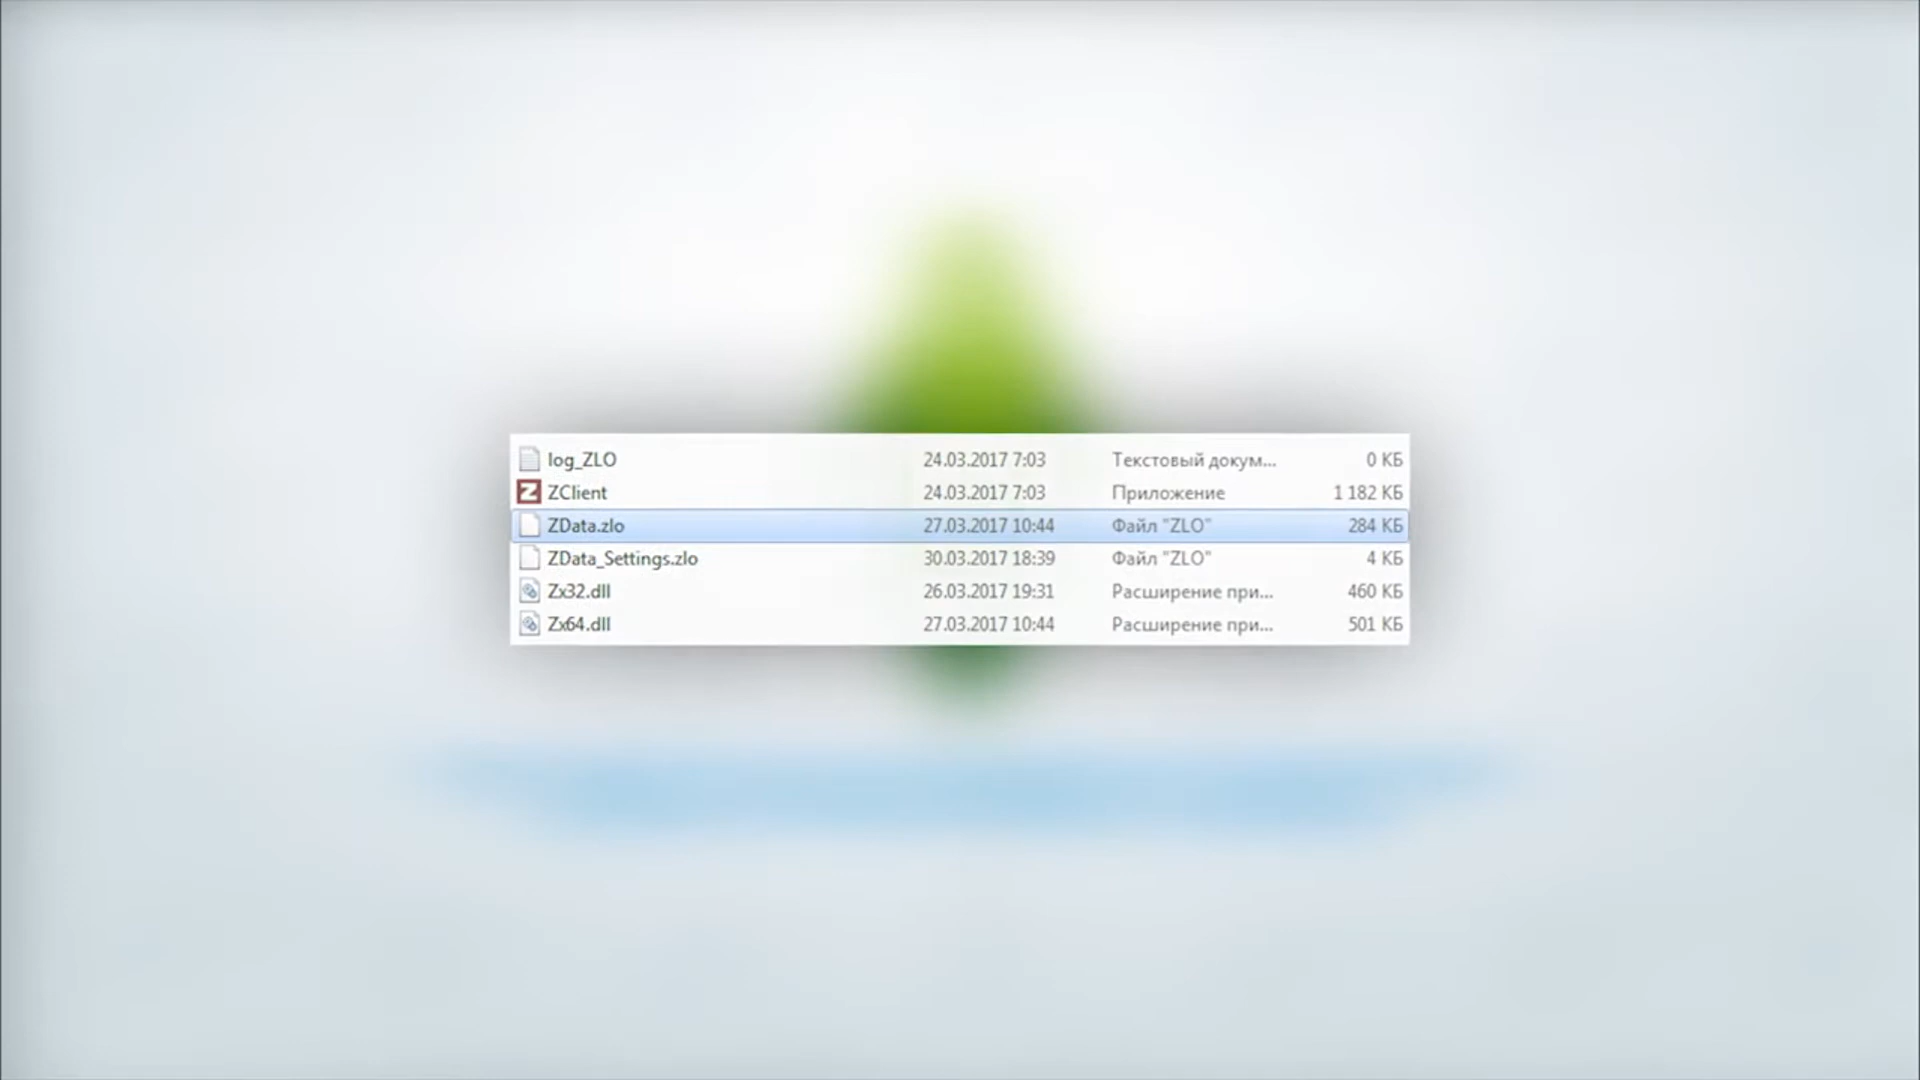 log_ZLO 24.03.2017 7:03 Текстовый докум... 0 КБ
ZClient 24.03.2017 7:03 Приложение 1 182 КБ
ZData.zlo 27.03.2017 10:44 Файл "ZLO" 284 КБ
ZData_Settings.zlo 30.03.2017 18:39 Файл "ZLO" 4 КБ
Zx32.dll 26.03.2017 19:31 Расширение при... 460 КБ
Zx64.dll 27.03.2017 10:44 Расширение при... 501 КБ